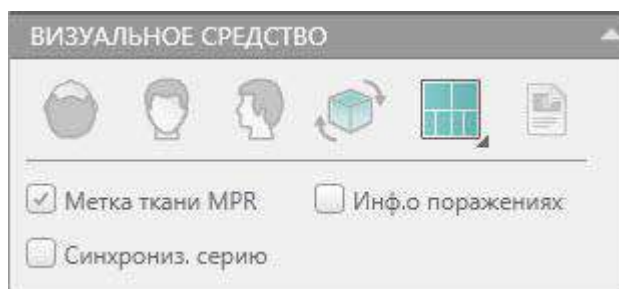 ВИЗУАЛЬНОЕ СРЕДСТВО
Метка ткани MPR Инф.о поражениях
Синхрониз. серию